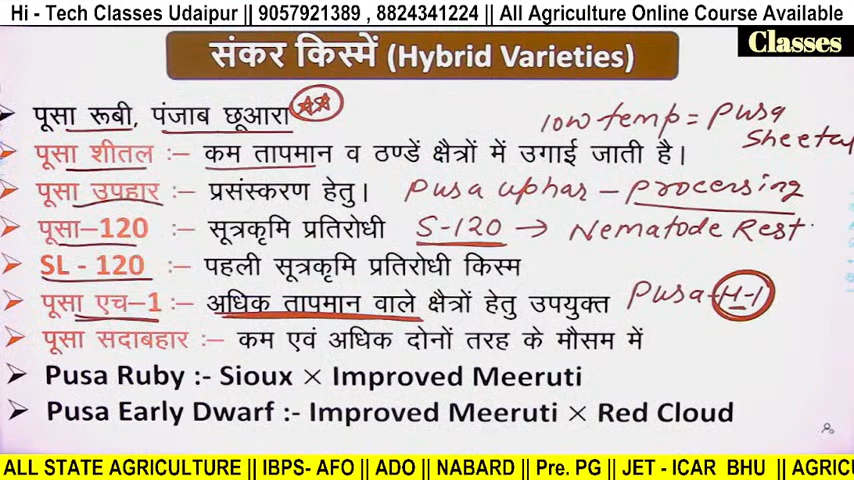 Hi - Tech Classes Udaipur || 9057921389 , 8824341224 || All Agriculture Online Course Available
Classes
संकर किस्में (Hybrid Varieties)
पूसा रूबी, पंजाब छूआरा
low temp = Pusa Sheetal
पूसा शीतल :- कम तापमान व ठण्डें क्षैत्रों में उगाई जाती है।
पूसा उपहार :- प्रसंस्करण हेतु। Pusa uphar - processing
पूसा-120 :- सूत्रकृमि प्रतिरोधी S-120 → Nematode Rest.
SL - 120 :- पहली सूत्रकृमि प्रतिरोधी किस्म
पूसा एच-1 :- अधिक तापमान वाले क्षैत्रों हेतु उपयुक्त Pusa-H-1
पूसा सदाबहार :- कम एवं अधिक दोनों तरह के मौसम में
Pusa Ruby :- Sioux × Improved Meeruti
Pusa Early Dwarf :- Improved Meeruti × Red Cloud
ALL STATE AGRICULTURE || IBPS- AFO || ADO || NABARD || Pre. PG || JET - ICAR BHU || AGRICU